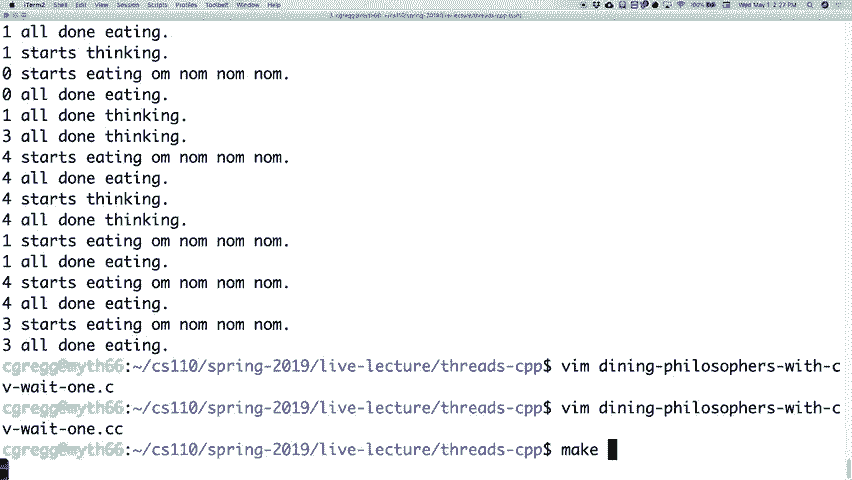 iTerm2 Shell Edit View Session Scripts Profiles Toolbelt Window Help 100% Wed May 1 2:27 PM
1 all done eating.
1 starts thinking.
0 starts eating om nom nom nom.
0 all done eating.
1 all done thinking.
3 all done thinking.
4 starts eating om nom nom nom.
4 all done eating.
4 starts thinking.
4 all done thinking.
1 starts eating om nom nom nom.
1 all done eating.
4 starts eating om nom nom nom.
4 all done eating.
3 starts eating om nom nom nom.
3 all done eating.
cgregg@myth66:~/cs110/spring-2019/live-lecture/threads-cpp$ vim dining-philosophers-with-c
v-wait-one.c
cgregg@myth66:~/cs110/spring-2019/live-lecture/threads-cpp$ vim dining-philosophers-with-c
v-wait-one.cc
cgregg@myth66:~/cs110/spring-2019/live-lecture/threads-cpp$ make